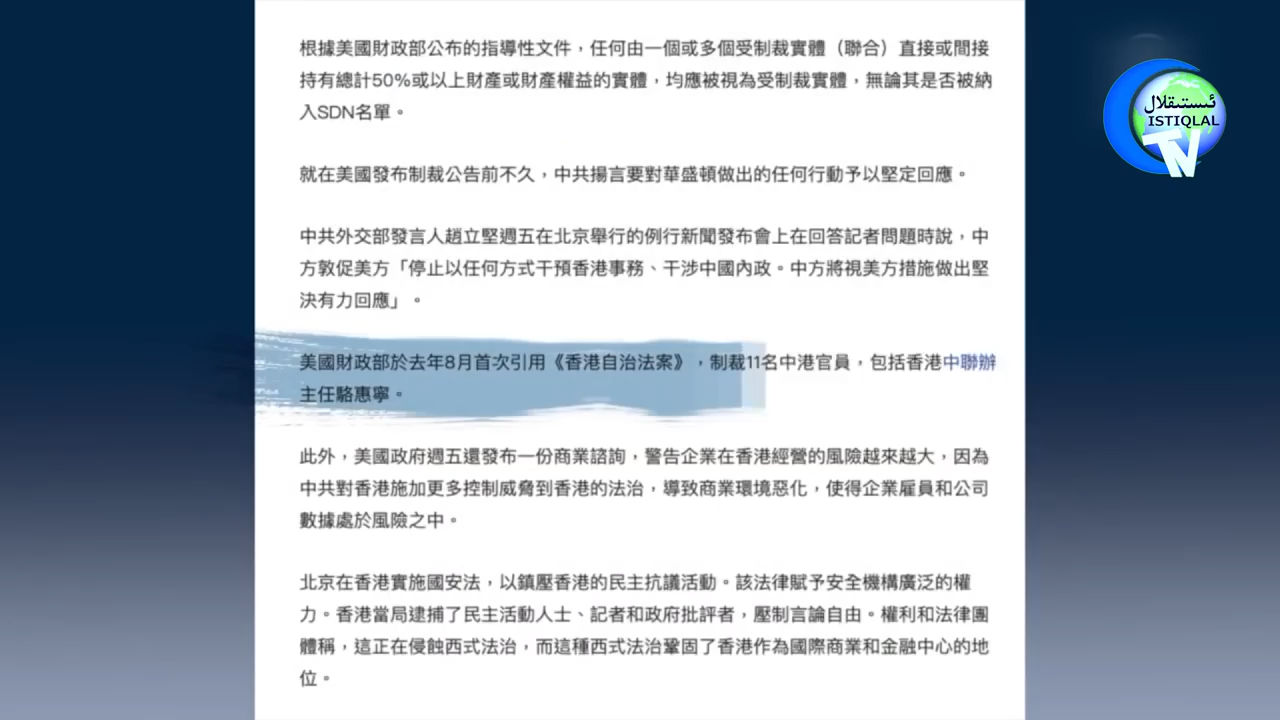 根據美國財政部公布的指導性文件，任何由一個或多個受制裁實體（聯合）直接或間接
持有總計50%或以上財產或財產權益的實體，均應被視為受制裁實體，無論其是否被納
入SDN名單。
就在美國發布制裁公告前不久，中共揚言要對華盛頓做出的任何行動予以堅定回應。
中共外交部發言人趙立堅週五在北京舉行的例行新聞發布會上在回答記者問題時說，中
方敦促美方「停止以任何方式干預香港事務、干涉中國內政。中方將視美方措施做出堅
決有力回應」。
美國財政部於去年8月首次引用《香港自治法案》，制裁11名中港官員，包括香港中聯辦
主任駱惠寧。
此外，美國政府週五還發布一份商業諮詢，警告企業在香港經營的風險越來越大，因為
中共對香港施加更多控制威脅到香港的法治，導致商業環境惡化，使得企業雇員和公司
數據處於風險之中。
北京在香港實施國安法，以鎮壓香港的民主抗議活動。該法律賦予安全機構廣泛的權
力。香港當局逮捕了民主活動人士、記者和政府批評者，壓制言論自由。權利和法律團
體稱，這正在侵蝕西式法治，而這種西式法治鞏固了香港作為國際商業和金融中心的地
位。
ئىستىقلال
ISTIQLAL
TV